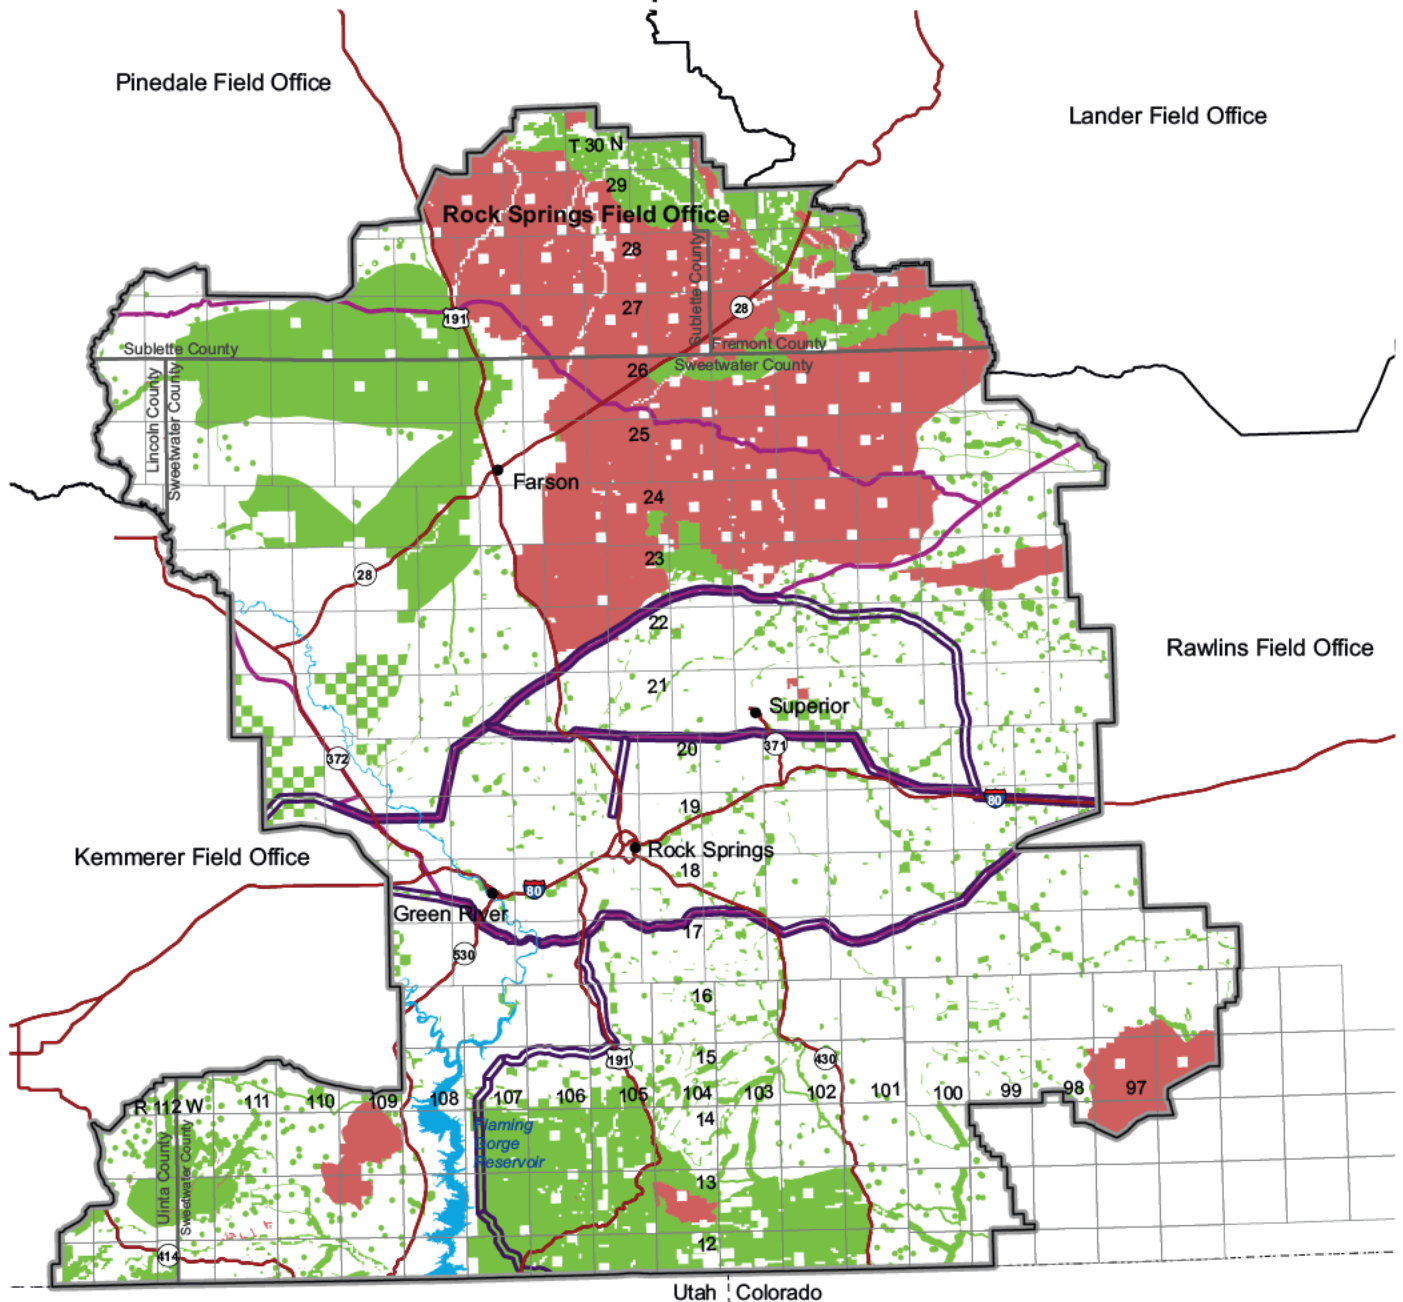 Pinedale Field Office
Lander Field Office
T 30 N
29
Rock Springs Field Office
28
Sublette County
27
28
191
Fremont County
Sublette County
Sweetwater County
26
Lincoln County
Sweetwater County
25
Farson
24
23
28
22
Rawlins Field Office
21
Superior
20
371
372
19
80
Rock Springs
Kemmerer Field Office
18
80
Green River
17
530
16
15
191
430
R 112 W
111
110
109
108
107
106
105
104
103
102
101
100
99
98
97
14
Flaming
Gorge
Reservoir
Uinta County
Sweetwater County
13
12
414
Utah
Colorado